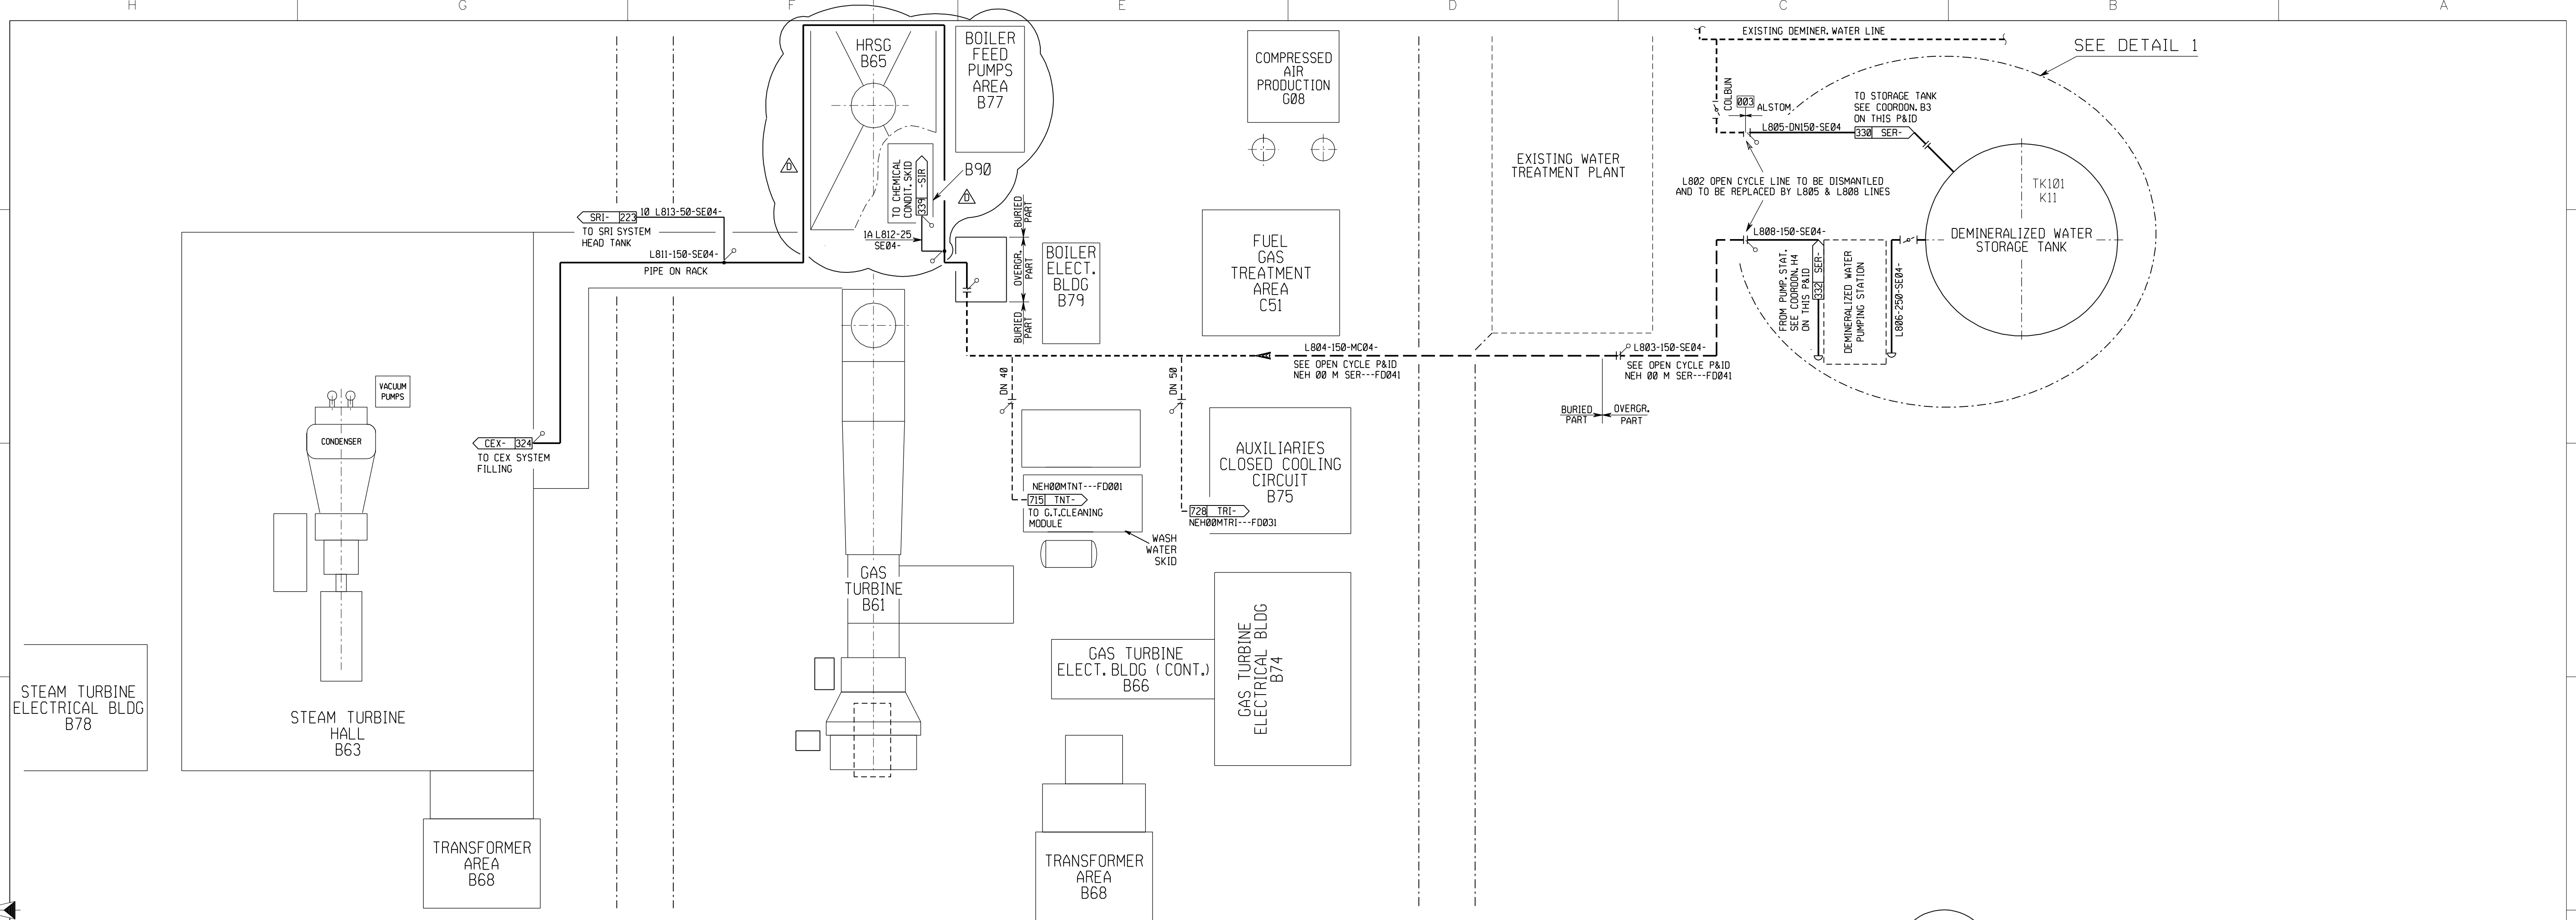 H
G
F
E
D
C
B
A
HRSG
B65
BOILER
FEED
PUMPS
AREA
B77
COMPRESSED
AIR
PRODUCTION
G08
EXISTING DEMINER.WATER LINE
SEE DETAIL 1
COLBUN
003
ALSTOM
TO STORAGE TANK
SEE COORDON.B3
ON THIS P&ID
L805-DN150-SE04
330 SER-
EXISTING WATER
TREATMENT PLANT
D
TO CHEMICAL
CONDIT.SKID
339 -SIR
B90
D
L802 OPEN CYCLE LINE TO BE DISMANTLED
AND TO BE REPLACED BY L805 & L808 LINES
TK101
K11
DEMINERALIZED WATER
STORAGE TANK
SRI- 223
10 L813-50-SE04-
TO SRI SYSTEM
HEAD TANK
1A L812-25
SE04-
BURIED
PART
OVERGR.
PART
BURIED
PART
L811-150-SE04-
PIPE ON RACK
BOILER
ELECT.
BLDG
B79
FUEL
GAS
TREATMENT
AREA
C51
L808-150-SE04-
FROM PUMP.STAT.
SEE COORDON.H4
ON THIS P&ID
332 SER-
DEMINERALIZED WATER
PUMPING STATION
L806-250-SE04-
L804-150-MC04-
SEE OPEN CYCLE P&ID
NEH 00 M SER---FD041
L803-150-SE04-
SEE OPEN CYCLE P&ID
NEH 00 M SER---FD041
DN 40
DN 50
BURIED
PART
OVERGR.
PART
VACUUM
PUMPS
CONDENSER
CEX- 324
TO CEX SYSTEM
FILLING
AUXILIARIES
CLOSED COOLING
CIRCUIT
B75
NEH00MTNT---FD001
715 TNT-
TO G.T.CLEANING
MODULE
728 TRI-
NEH00MTRI---FD031
WASH
WATER
SKID
GAS
TURBINE
B61
GAS TURBINE
ELECT.BLDG (CONT.)
B66
GAS TURBINE
ELECTRICAL BLDG
B74
STEAM TURBINE
ELECTRICAL BLDG
B78
STEAM TURBINE
HALL
B63
TRANSFORMER
AREA
B68
TRANSFORMER
AREA
B68